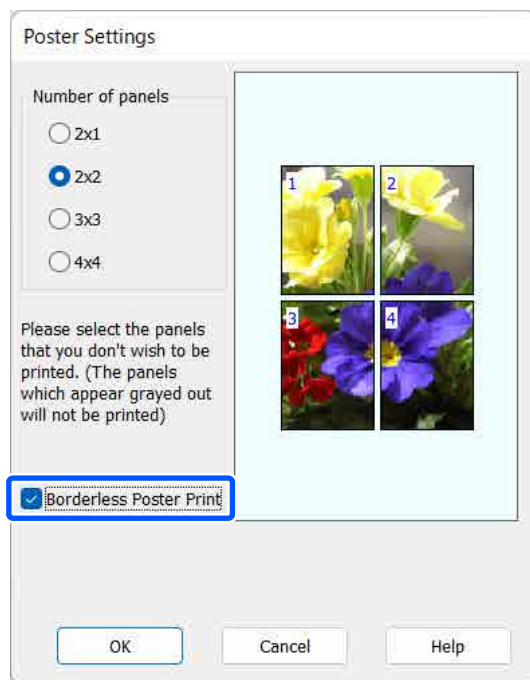 Poster Settings
Number of panels
2x1
2x2
3x3
4x4
Please select the panels
that you don't wish to be
printed. (The panels
which appear grayed out
will not be printed)
Borderless Poster Print
1
2
3
4
OK
Cancel
Help